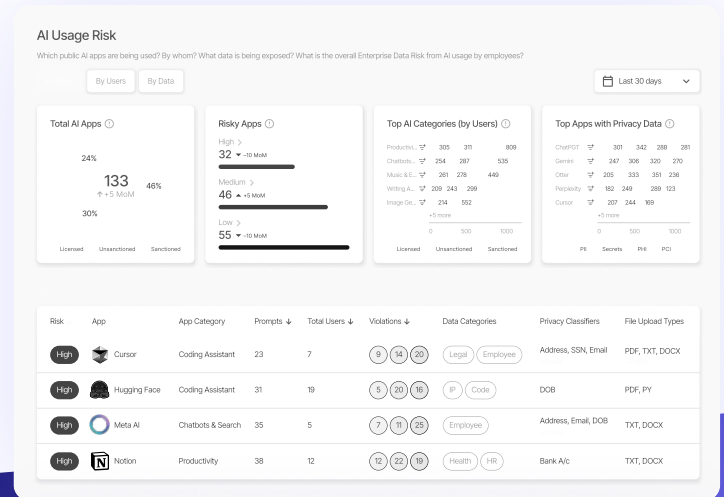 AI Usage Risk
Which public AI apps are being used? By whom? What data is being exposed? What is the overall Enterprise Data Risk from AI usage by employees?
By Users By Data
Last 30 days
Total AI Apps
24%
133
+5 MoM
46%
30%
Licensed Unsanctioned Sanctioned
Risky Apps
High >
32 -10 MoM
Medium >
46 +5 MoM
Low >
55 -10 MoM
Top AI Categories (by Users)
Productivi... 305 311 809
Chatbots... 254 287 535
Music & E... 261 278 449
Writing A... 209 243 299
Image Ge... 214 552
+5 more
0 500 1000
Licensed Unsanctioned Sanctioned
Top Apps with Privacy Data
ChatPGT 301 342 288 281
Gemini 247 306 320 270
Otter 205 333 351 236
Perplexity 182 249 289 123
Cursor 207 244 169
+5 more
0 500 1000
PII Secrets PHI PCI
Risk App App Category Prompts ↓ Total Users ↓ Violations ↓ Data Categories Privacy Classifiers File Upload Types
High Cursor Coding Assistant 23 7 9 14 20 Legal Employee Address, SSN, Email PDF, TXT, DOCX
High Hugging Face Coding Assistant 31 19 5 20 16 IP Code DOB PDF, PY
High Meta AI Chatbots & Search 35 5 7 11 25 Employee Address, Email, DOB TXT, DOCX
High Notion Productivity 38 12 12 22 19 Health HR Bank A/c TXT, DOCX